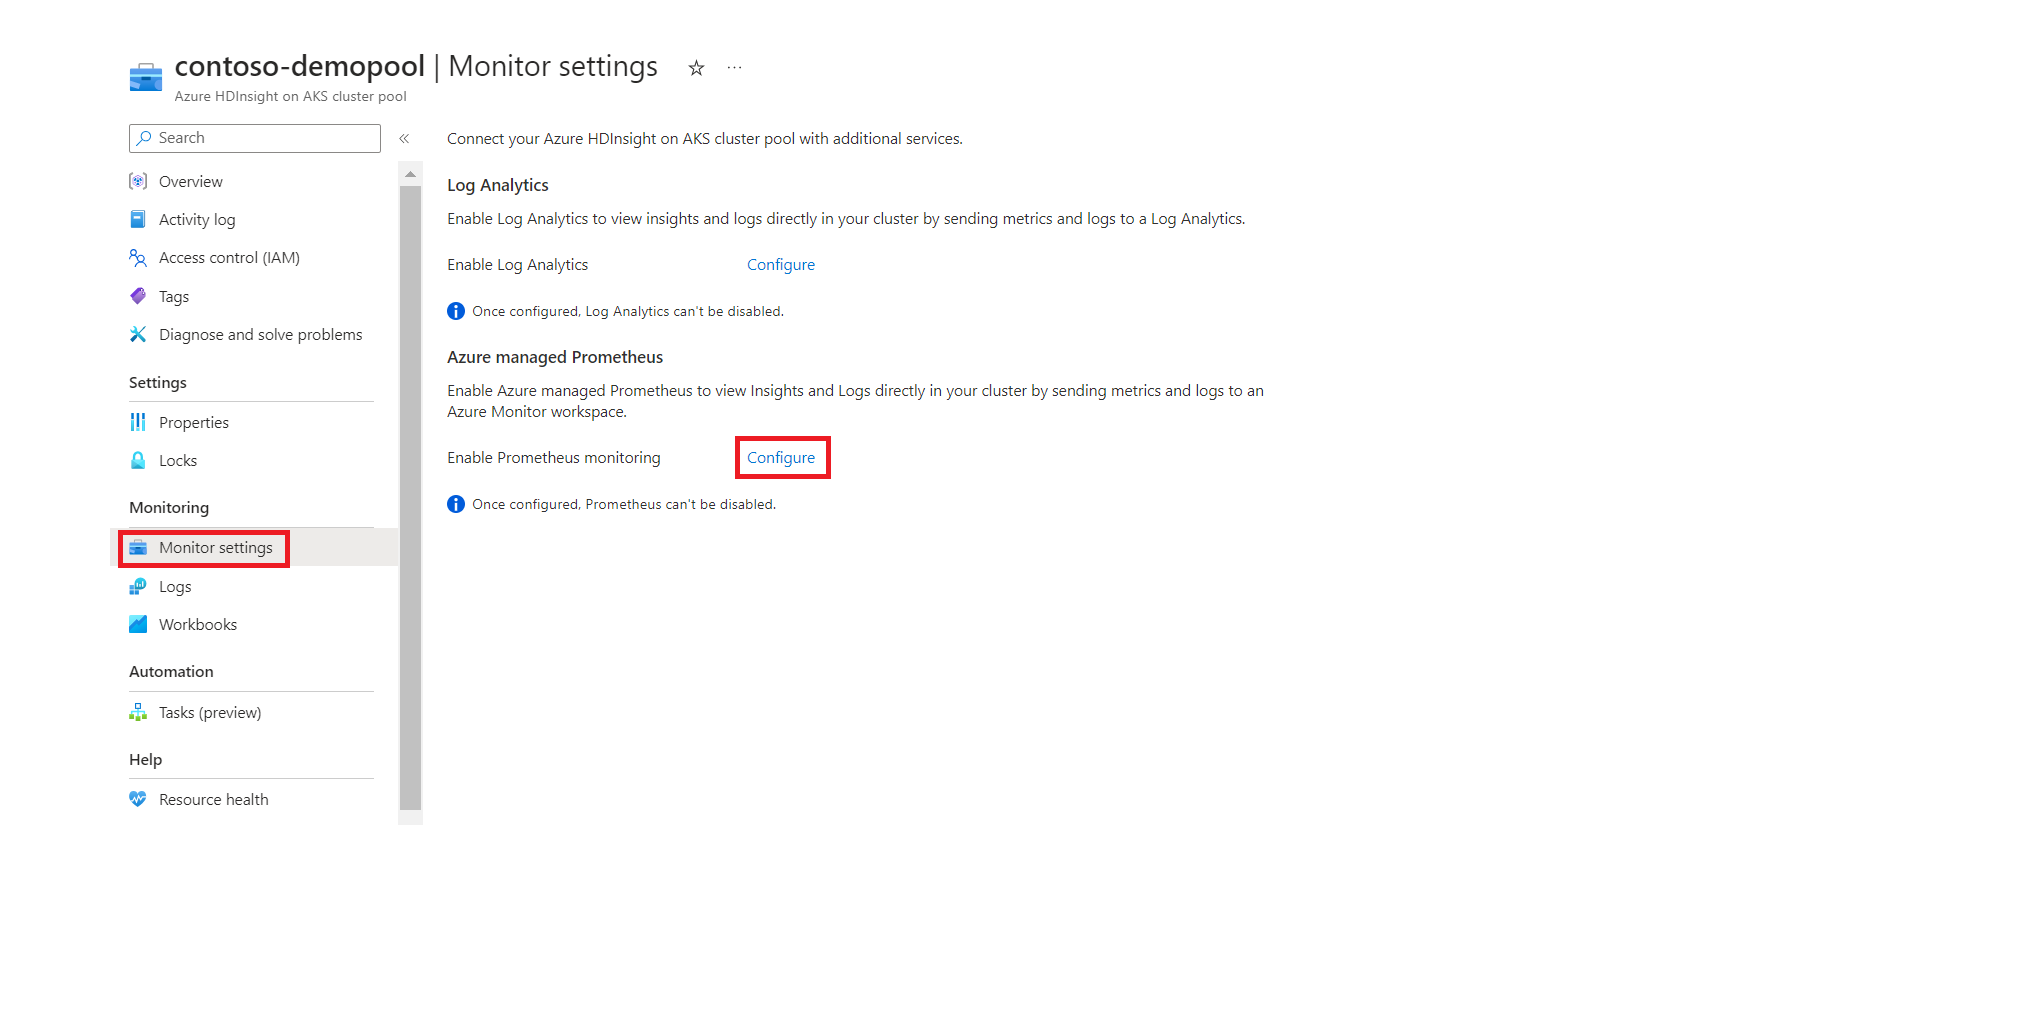 contoso-demopool | Monitor settings
Azure HDInsight on AKS cluster pool
Search
Overview
Activity log
Access control (IAM)
Tags
Diagnose and solve problems
Settings
Properties
Locks
Monitoring
Monitor settings
Logs
Workbooks
Automation
Tasks (preview)
Help
Resource health
Connect your Azure HDInsight on AKS cluster pool with additional services.
Log Analytics
Enable Log Analytics to view insights and logs directly in your cluster by sending metrics and logs to a Log Analytics.
Enable Log Analytics Configure
Once configured, Log Analytics can't be disabled.
Azure managed Prometheus
Enable Azure managed Prometheus to view Insights and Logs directly in your cluster by sending metrics and logs to an
Azure Monitor workspace.
Enable Prometheus monitoring Configure
Once configured, Prometheus can't be disabled.